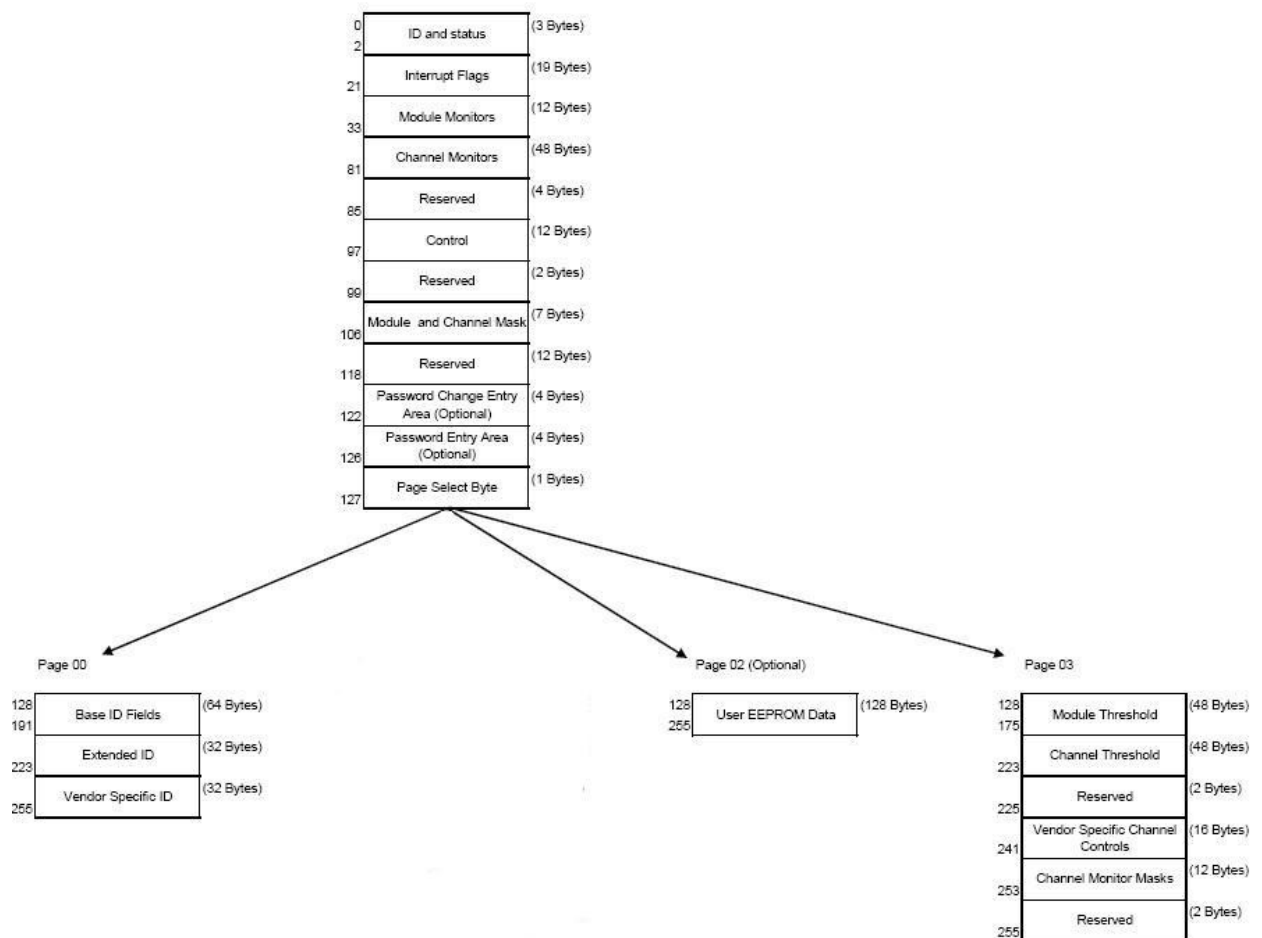 0 ID and status (3 Bytes)
2
Interrupt Flags (19 Bytes)
21
Module Monitors (12 Bytes)
33
Channel Monitors (48 Bytes)
81
Reserved (4 Bytes)
85
Control (12 Bytes)
97
Reserved (2 Bytes)
99
Module and Channel Mask (7 Bytes)
106
Reserved (12 Bytes)
118
Password Change Entry (4 Bytes)
Area (Optional)
122
Password Entry Area (4 Bytes)
(Optional)
126
Page Select Byte (1 Bytes)
127
Page 00
128 Base ID Fields (64 Bytes)
191
Extended ID (32 Bytes)
223
Vendor Specific ID (32 Bytes)
255
Page 02 (Optional)
128 User EEPROM Data (128 Bytes)
255
Page 03
128 Module Threshold (48 Bytes)
175
Channel Threshold (48 Bytes)
223
Reserved (2 Bytes)
225
Vendor Specific Channel (16 Bytes)
Controls
241
Channel Monitor Masks (12 Bytes)
253
Reserved (2 Bytes)
255